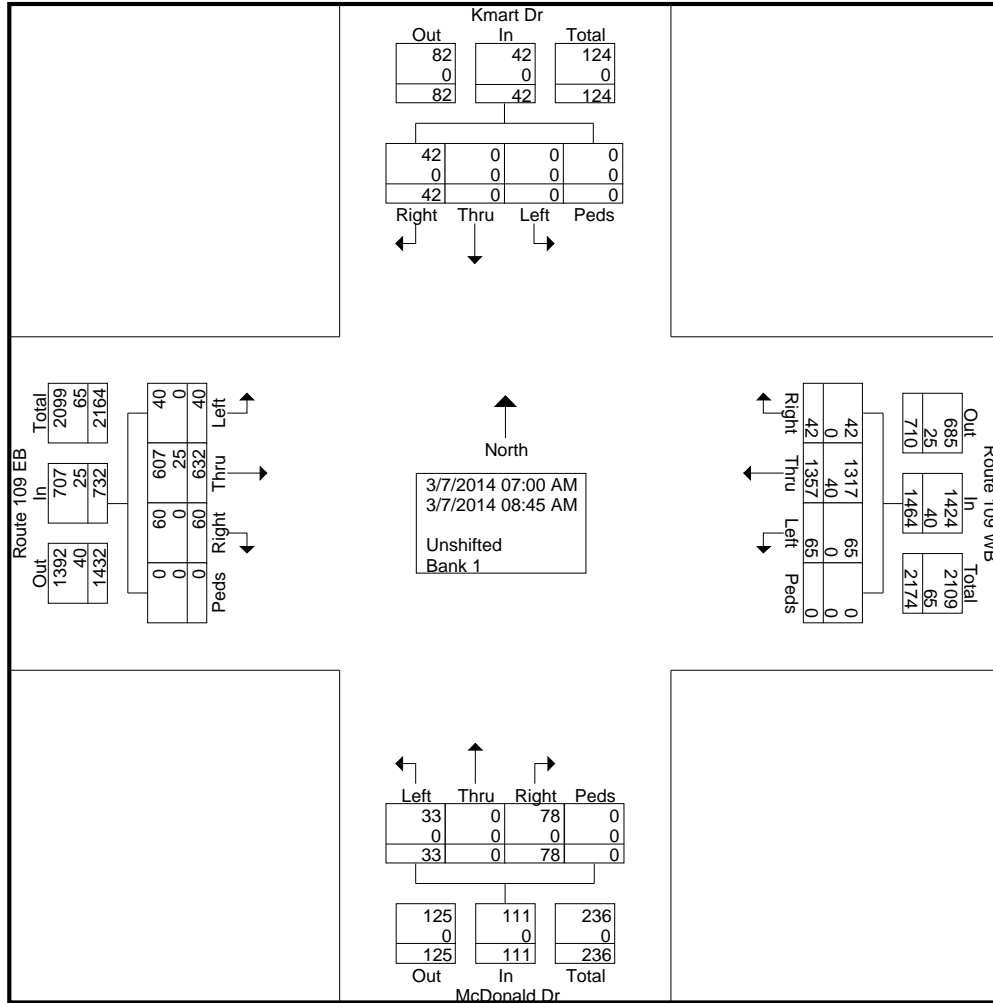 Kmart Dr
Out In Total
82 42 124
0 0 0
82 42 124
42 0 0 0
0 0 0 0
42 0 0 0
Right Thru Left Peds
Route 109 EB
Total In Out
2099 707 1392
65 25 40
2164 732 1432
40 607 60 0
0 25 0 0
40 632 60 0
Left Thru Right Peds
North
3/7/2014 07:00 AM
3/7/2014 08:45 AM
Unshifted
Bank 1
Route 109 WB
Out In Total
685 1424 2109
25 40 65
710 1464 2174
42 1317 65 0
0 40 0 0
42 1357 65 0
Right Thru Left Peds
Left Thru Right Peds
33 0 78 0
0 0 0 0
33 0 78 0
125 111 236
0 0 0
125 111 236
Out In Total
McDonald Dr